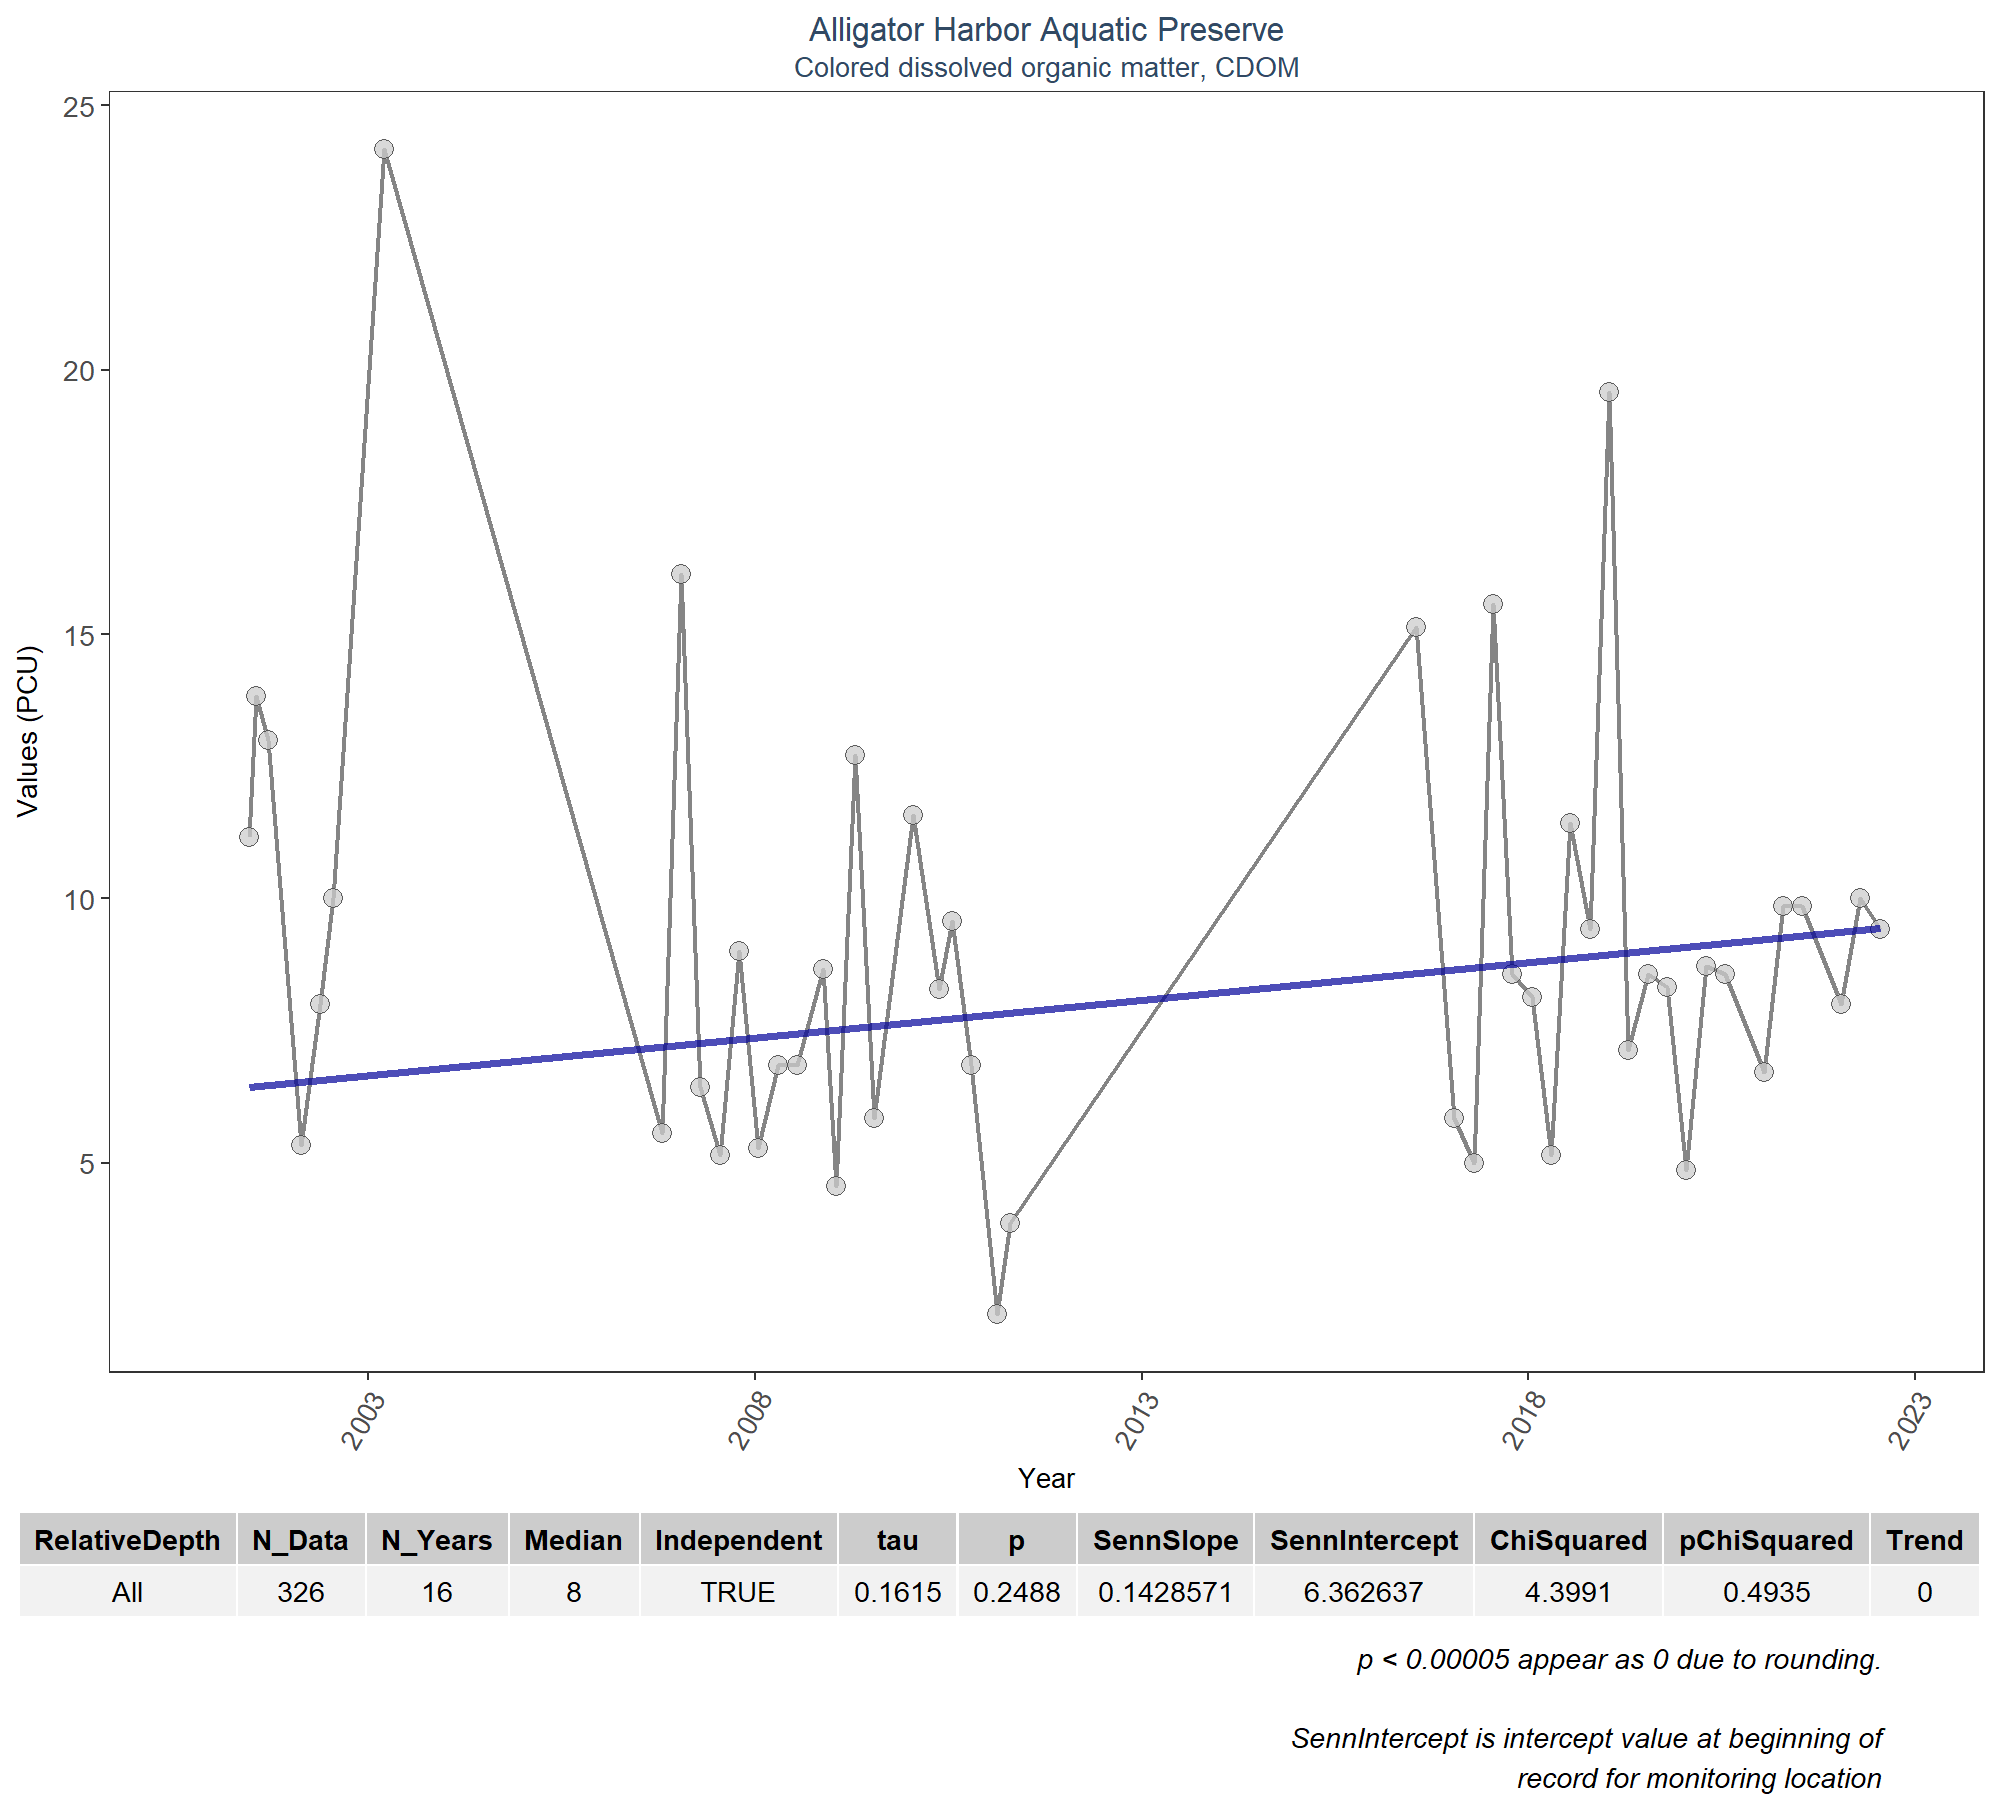 Alligator Harbor Aquatic Preserve
Colored dissolved organic matter, CDOM
Values (PCU)
25
20
15
10
5
2003 2008 2013 2018 2023
Year
RelativeDepth N_Data N_Years Median Independent tau p SennSlope SennIntercept ChiSquared pChiSquared Trend
All 326 16 8 TRUE 0.1615 0.2488 0.1428571 6.362637 4.3991 0.4935 0
p < 0.00005 appear as 0 due to rounding.
SennIntercept is intercept value at beginning of
record for monitoring location